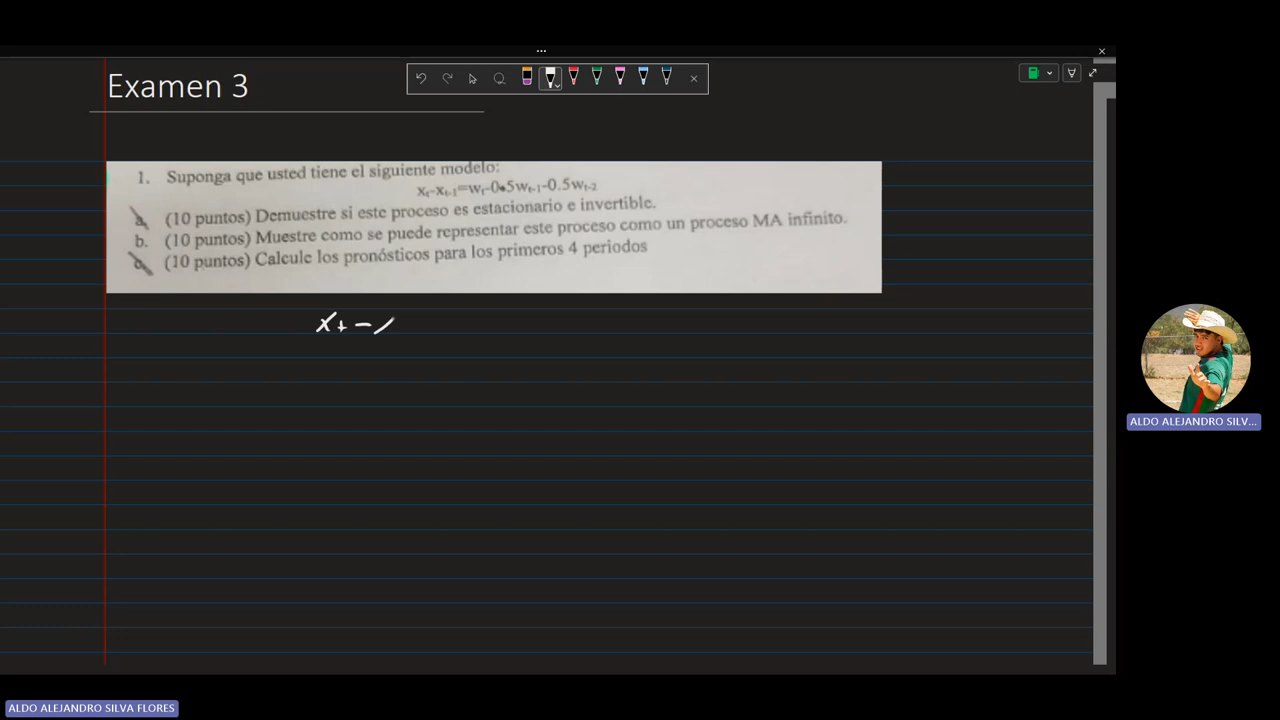 Examen 3
1. Suponga que usted tiene el siguiente modelo:
xt-xt-1=wt-0.5wt-1-0.5wt-2
a. (10 puntos) Demuestre si este proceso es estacionario e invertible.
b. (10 puntos) Muestre como se puede representar este proceso como un proceso MA infinito.
c. (10 puntos) Calcule los pronósticos para los primeros 4 periodos
xt -
ALDO ALEJANDRO SILV...
ALDO ALEJANDRO SILVA FLORES